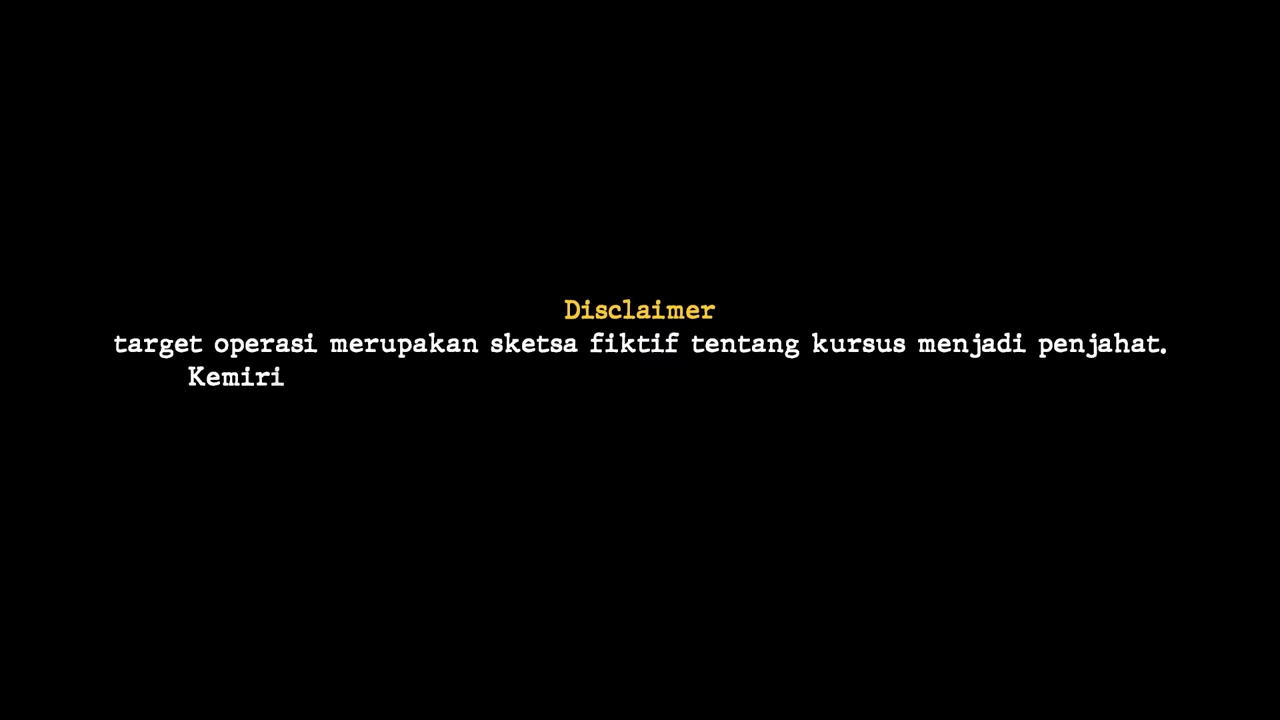 Disclaimer
target operasi merupakan sketsa fiktif tentang kursus menjadi penjahat.
Kemiri